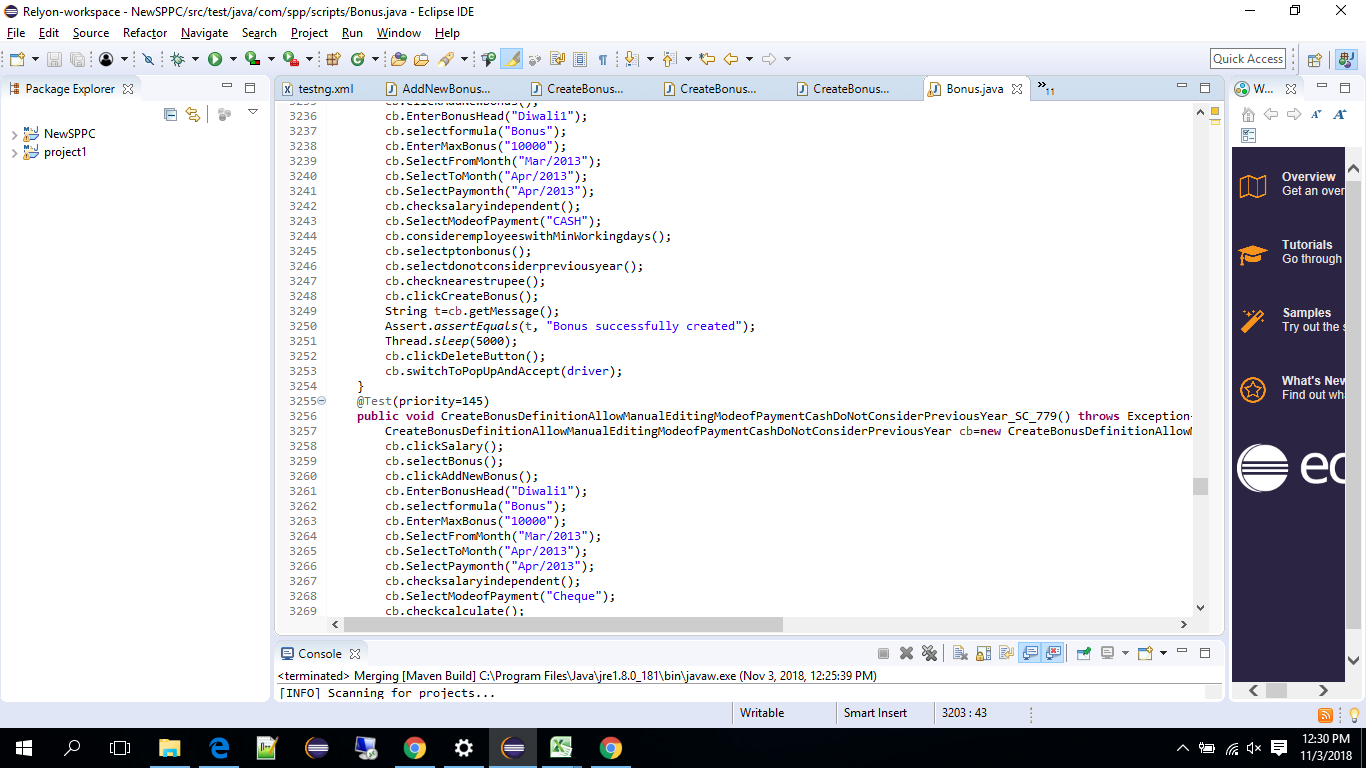 Relyon-workspace - NewSPPC/src/test/java/com/spp/scripts/Bonus.java - Eclipse IDE
File Edit Source Refactor Navigate Search Project Run Window Help
Quick Access
Package Explorer
testng.xml AddNewBonus... CreateBonus... CreateBonus... CreateBonus... Bonus.java »11
W...
NewSPPC
project1
3235 cb.clickAddNewBonus();
3236 cb.EnterBonusHead("Diwali1");
3237 cb.selectformula("Bonus");
3238 cb.EnterMaxBonus("10000");
3239 cb.SelectFromMonth("Mar/2013");
3240 cb.SelectToMonth("Apr/2013");
3241 cb.SelectPaymonth("Apr/2013");
3242 cb.checksalaryindependent();
3243 cb.SelectModeofPayment("CASH");
3244 cb.consideremployeeswithMinWorkingdays();
3245 cb.selectptonbonus();
3246 cb.selectdonotconsiderpreviousyear();
3247 cb.checknearestrupee();
3248 cb.clickCreateBonus();
3249 String t=cb.getMessage();
3250 Assert.assertEquals(t, "Bonus successfully created");
3251 Thread.sleep(5000);
3252 cb.clickDeleteButton();
3253 cb.switchToPopUpAndAccept(driver);
3254 }
3255 @Test(priority=145)
3256 public void CreateBonusDefinitionAllowManualEditingModeofPaymentCashDoNotConsiderPreviousYear_SC_779() throws Exception
3257 CreateBonusDefinitionAllowManualEditingModeofPaymentCashDoNotConsiderPreviousYear cb=new CreateBonusDefinitionAllow
3258 cb.clickSalary();
3259 cb.selectBonus();
3260 cb.clickAddNewBonus();
3261 cb.EnterBonusHead("Diwali1");
3262 cb.selectformula("Bonus");
3263 cb.EnterMaxBonus("10000");
3264 cb.SelectFromMonth("Mar/2013");
3265 cb.SelectToMonth("Apr/2013");
3266 cb.SelectPaymonth("Apr/2013");
3267 cb.checksalaryindependent();
3268 cb.SelectModeofPayment("Cheque");
3269 cb.checkcalculate();
Overview
Get an over
Tutorials
Go through
Samples
Try out the s
What's New
Find out wh
ec
Console
<terminated> Merging [Maven Build] C:\Program Files\Java\jre1.8.0_181\bin\javaw.exe (Nov 3, 2018, 12:25:39 PM)
[INFO] Scanning for projects...
Writable Smart Insert 3203 : 43
12:30 PM
11/3/2018